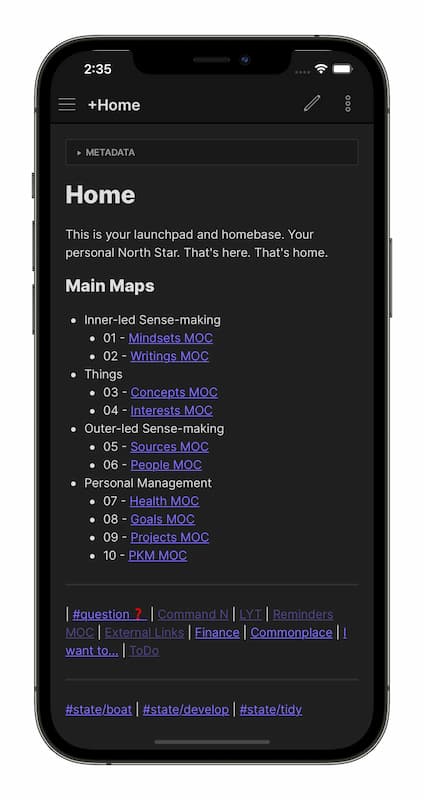 2:35
+Home
▸ METADATA
Home
This is your launchpad and homebase. Your
personal North Star. That's here. That's home.
Main Maps
• Inner-led Sense-making
• 01 - Mindsets MOC
• 02 - Writings MOC
• Things
• 03 - Concepts MOC
• 04 - Interests MOC
• Outer-led Sense-making
• 05 - Sources MOC
• 06 - People MOC
• Personal Management
• 07 - Health MOC
• 08 - Goals MOC
• 09 - Projects MOC
• 10 - PKM MOC
| #question❓ | Command N | LYT | Reminders
MOC | External Links | Finance | Commonplace | I
want to... | ToDo
#state/boat | #state/develop | #state/tidy